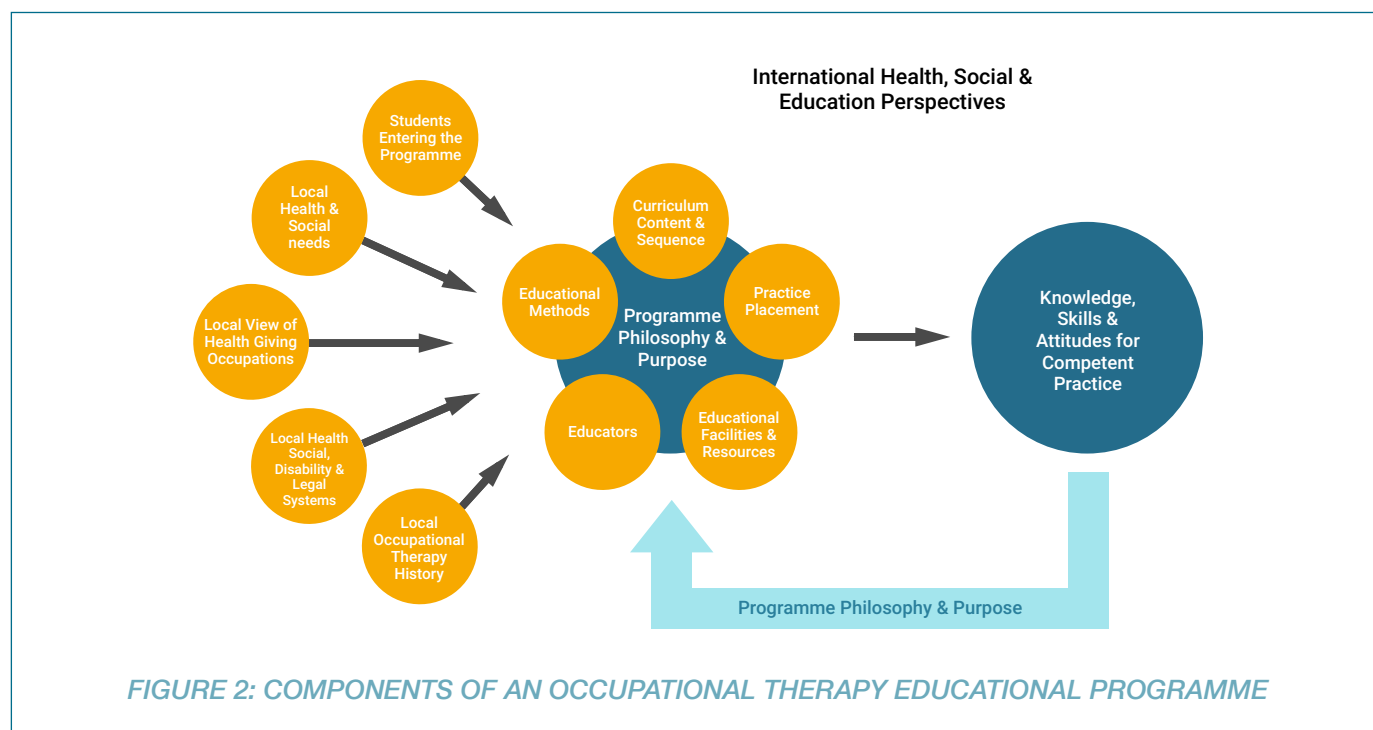 International Health, Social &
Education Perspectives
Students
Entering the
Programme
Local
Health &
Social
needs
Local View of
Health Giving
Occupations
Local Health
Social,
Disability &
Legal
Systems
Local
Occupational
Therapy
History
Curriculum
Content &
Sequence
Educational
Methods
Practice
Placement
Programme
Philosophy &
Purpose
Educators
Educational
Facilities &
Resources
Knowledge,
Skills &
Attitudes for
Competent
Practice
Programme Philosophy & Purpose
FIGURE 2: COMPONENTS OF AN OCCUPATIONAL THERAPY EDUCATIONAL PROGRAMME